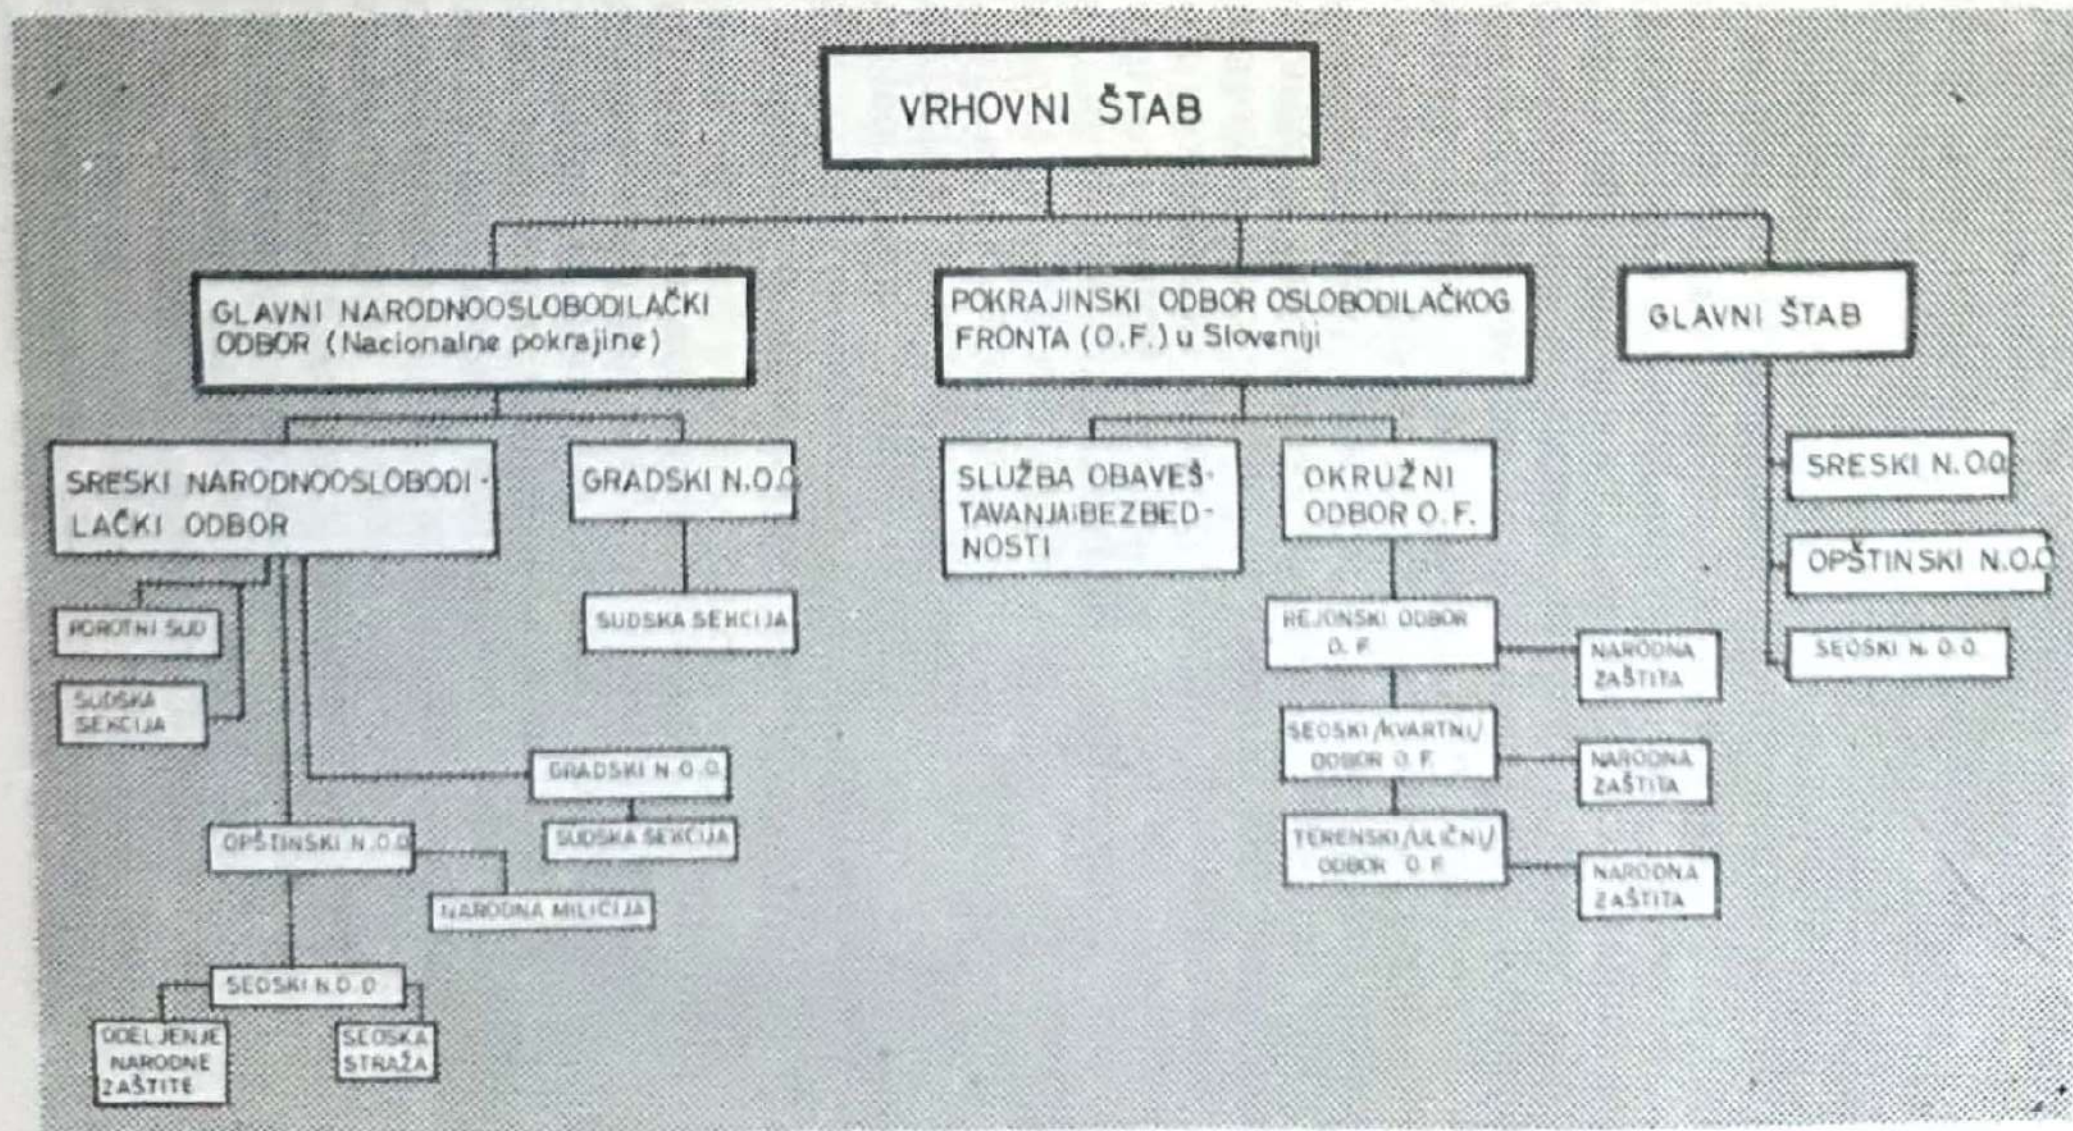 VRHOVNI ŠTAB
GLAVNI NARODNOOSLOBODILAČKI
ODBOR (Nacionalne pokrajine)
POKRAJINSKI ODBOR OSLOBODILAČKOG
FRONTA (O.F.) u Sloveniji
GLAVNI ŠTAB
SRESKI NARODNOOSLOBODI-
LAČKI ODBOR
GRADSKI N.O.O
SLUŽBA OBAVEŠ-
TAVANJA I BEZBED-
NOSTI
OKRUŽNI
ODBOR O.F.
SRESKI N.O.O
OPŠTINSKI N.O.O
SEOSKI N.O.O.
POROTNI SUD
SUDSKA
SEKCIJA
SUDSKA SEKCIJA
GRADSKI N.O.O.
SUDSKA SEKCIJA
OPŠTINSKI N.O.O
NARODNA MILICIJA
SEOSKI N.O.O
ODELJENJE
NARODNE
ZAŠTITE
SEOSKA
STRAŽA
REJONSKI ODBOR
O.F.
NARODNA
ZAŠTITA
SEOSKI/KVARTNI/
ODBOR O.F.
NARODNA
ZAŠTITA
TERENSKI/ULIČNI/
ODBOR O.F.
NARODNA
ZAŠTITA